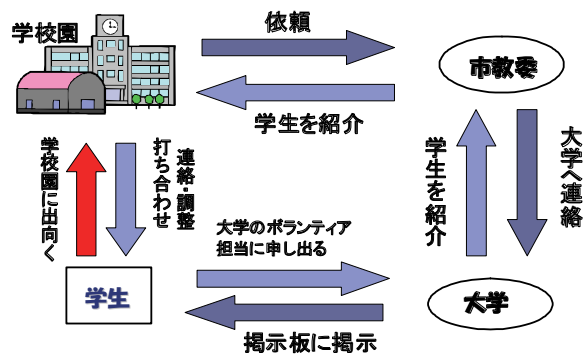 学校園
依頼
市教委
学生を紹介
学校園に出向く
連絡・調整
打ち合わせ
学生を紹介
大学へ連絡
大学のボランティア
担当に申し出る
学生
大学
掲示板に掲示